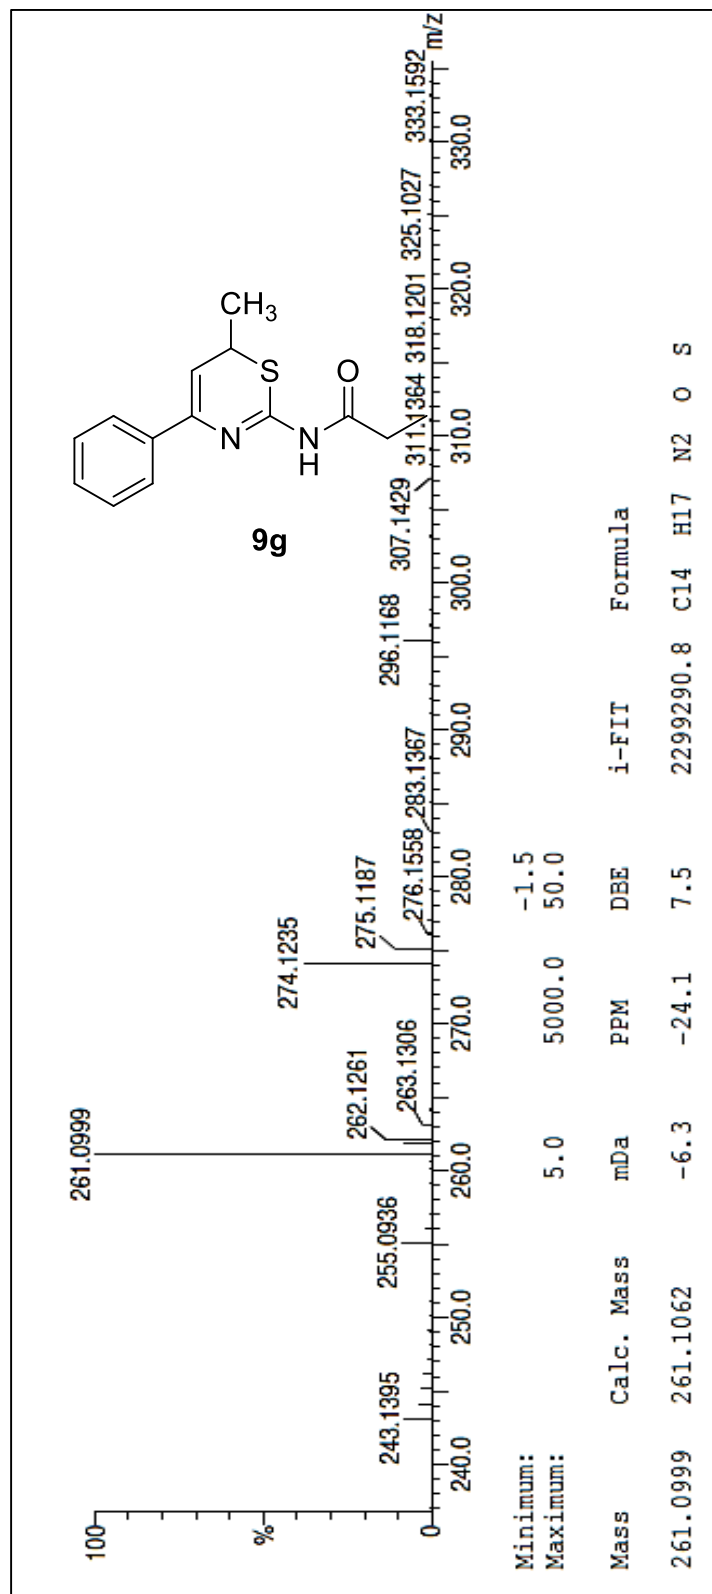 CH3
S
N
N
H
O
9g
100
%
0
243.1395
255.0936
261.0999
262.1261
263.1306
274.1235
275.1187
276.1558
283.1367
296.1168
307.1429
311.1364
318.1201
325.1027
333.1592
m/z
240.0 250.0 260.0 270.0 280.0 290.0 300.0 310.0 320.0 330.0
Minimum: -1.5
Maximum: 5.0 5000.0 50.0
Mass Calc. Mass mDa PPM DBE i-FIT Formula
261.0999 261.1062 -6.3 -24.1 7.5 2299290.8 C14 H17 N2 O S